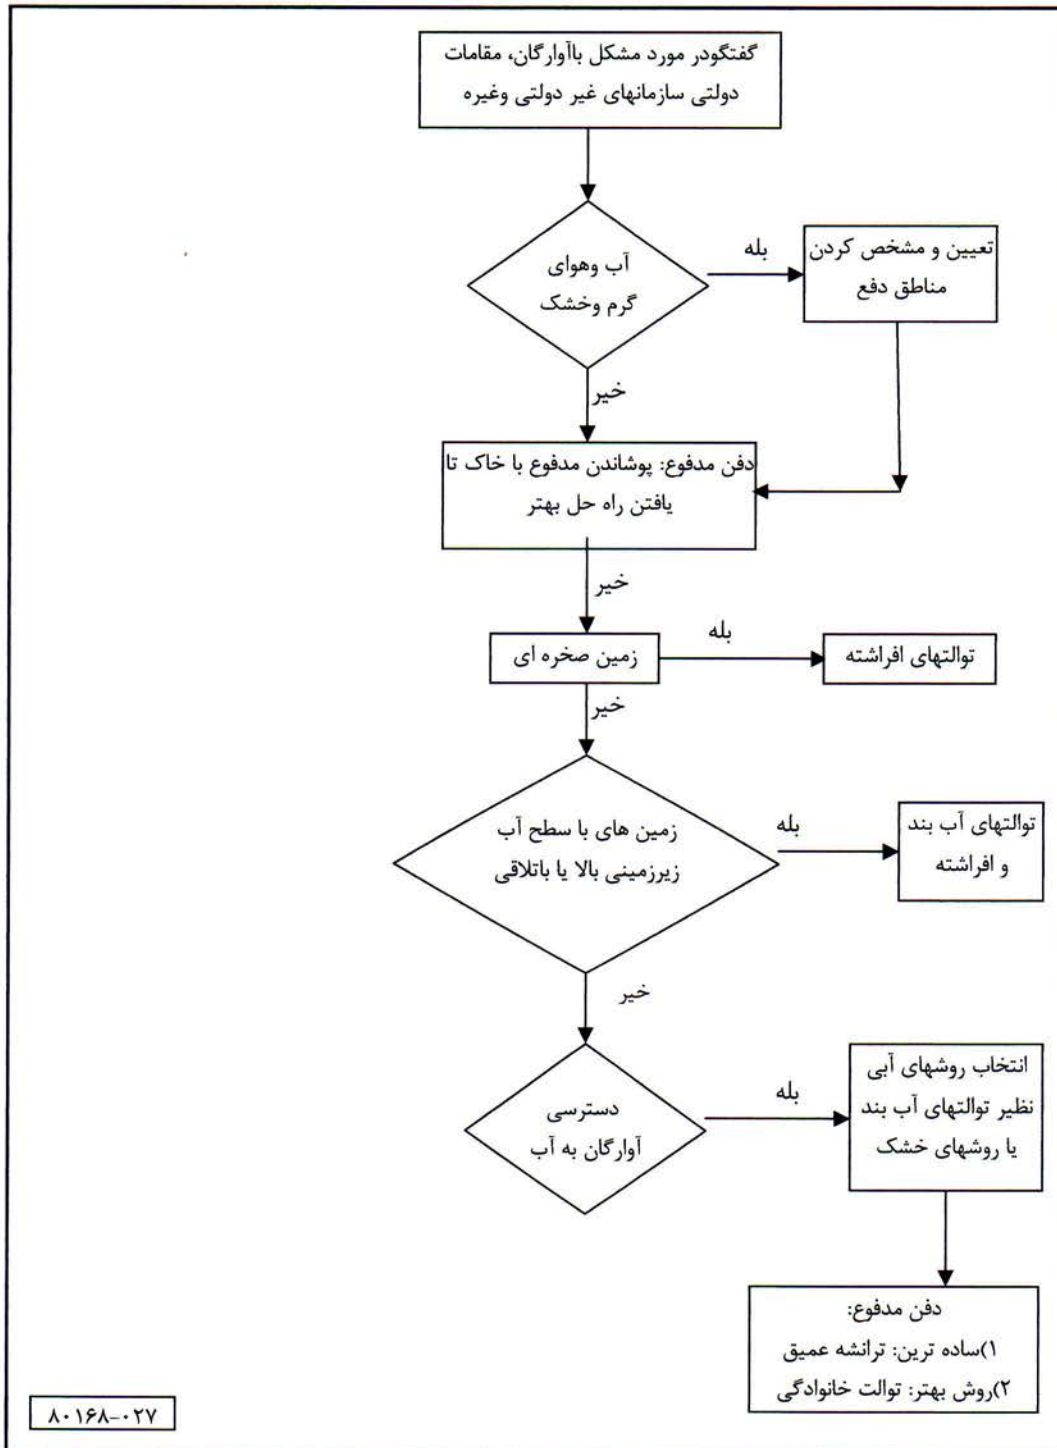 گفتگودر مورد مشکل باآوارگان، مقامات
دولتی سازمانهای غیر دولتی وغیره
آب وهوای
گرم وخشک
بله
تعیین و مشخص کردن
مناطق دفع
خیر
دفن مدفوع: پوشاندن مدفوع با خاک تا
یافتن راه حل بهتر
خیر
زمین صخره ای
بله
توالتهای افراشته
خیر
زمین های با سطح آب
زیرزمینی بالا یا باتلاقی
بله
توالتهای آب بند
و افراشته
خیر
دسترسی
آوارگان به آب
بله
انتخاب روشهای آبی
نظیر توالتهای آب بند
یا روشهای خشک
دفن مدفوع:
۱)ساده ترین: ترانشه عمیق
۲)روش بهتر: توالت خانوادگی
۸۰۱۶۸-۰۲۷